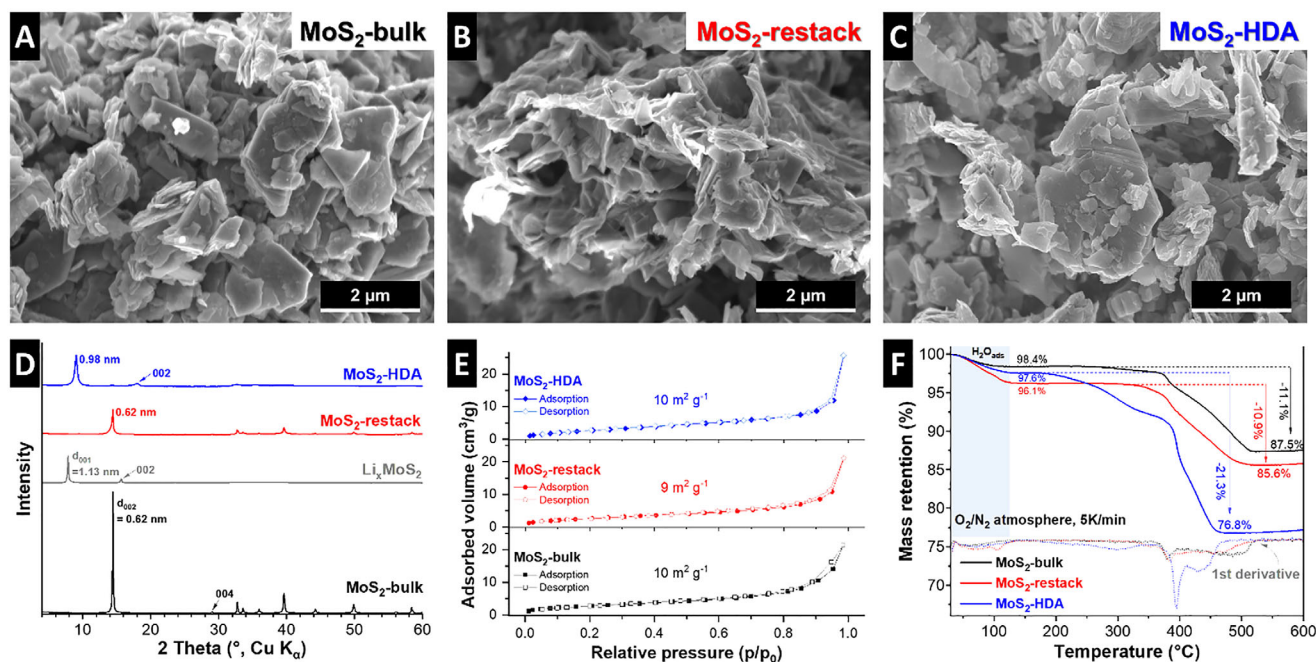 A
MoS2-bulk
2 µm
B
MoS2-restack
2 µm
C
MoS2-HDA
2 µm
D
0.98 nm
002
MoS2-HDA
0.62 nm
MoS2-restack
d001
=1.13 nm
002
LixMoS2
d002
= 0.62 nm
004
MoS2-bulk
Intensity
10 20 30 40 50 60
2 Theta (°, Cu Kα)
E
MoS2-HDA
Adsorption
Desorption
10 m² g⁻¹
20
10
0
MoS2-restack
Adsorption
Desorption
9 m² g⁻¹
20
10
0
MoS2-bulk
Adsorption
Desorption
10 m² g⁻¹
20
10
0
Adsorbed volume (cm³/g)
0.0 0.2 0.4 0.6 0.8 1.0
Relative pressure (p/p0)
F
H2Oads
98.4%
97.6%
96.1%
-11.1%
-10.9%
-21.3%
87.5%
85.6%
76.8%
O2/N2 atmosphere, 5K/min
MoS2-bulk
MoS2-restack
MoS2-HDA
1st derivative
100
95
90
85
80
75
70
Mass retention (%)
100 200 300 400 500 600
Temperature (°C)